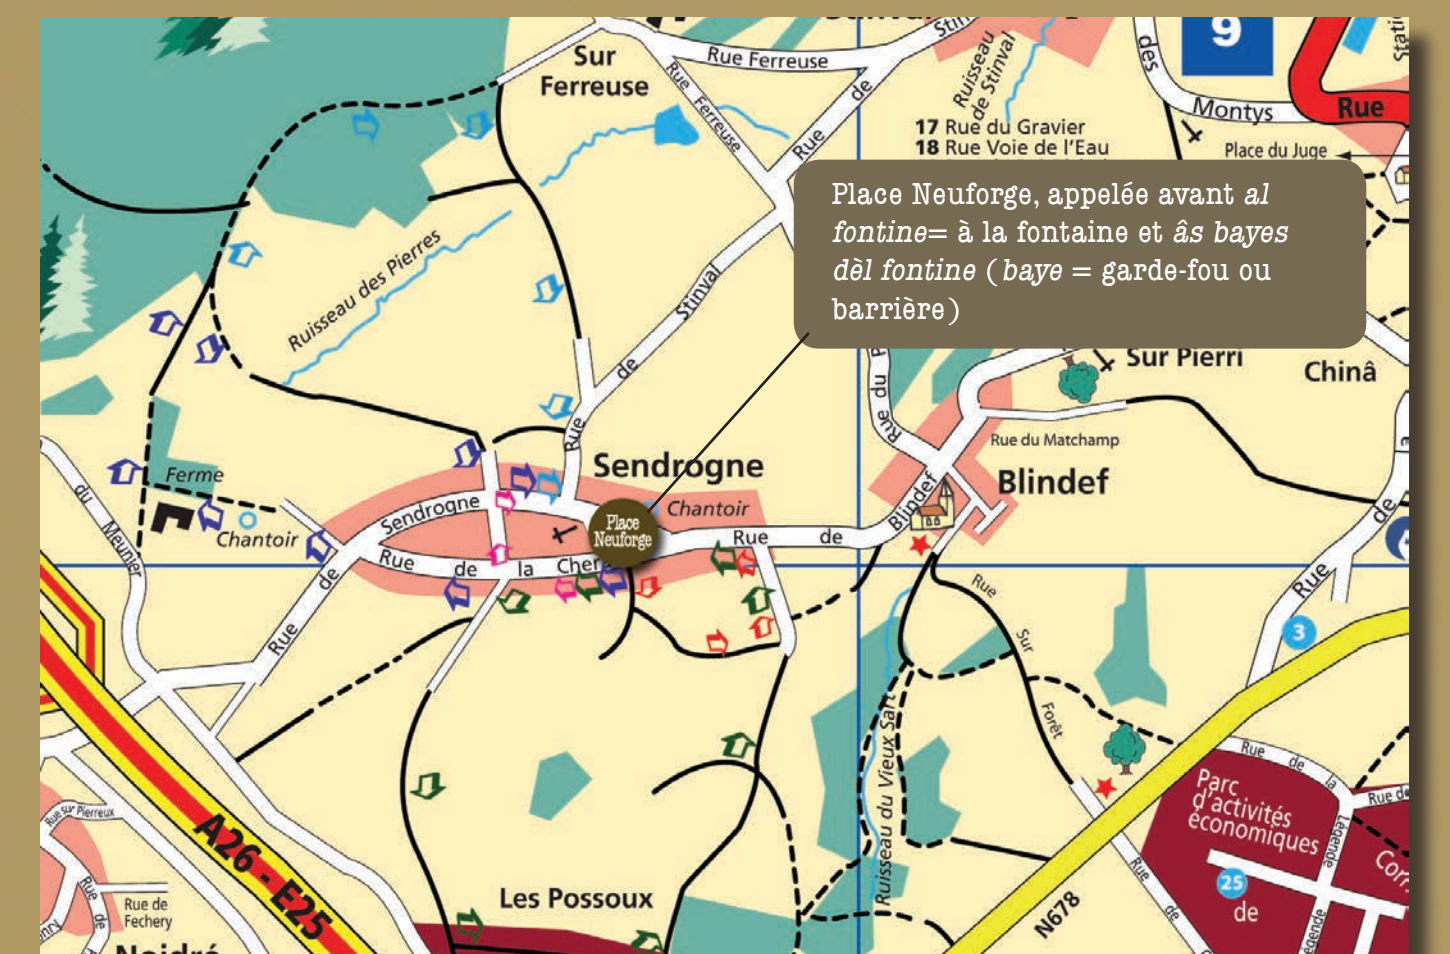 Sur
Ferreuse
Rue Ferreuse
Rue Ferreuse
Rue de Stinval
Ruisseau
de Stinval
17 Rue du Gravier
18 Rue Voie de l'Eau
des
Montys
9
Rue
Place du Juge
Place Neuforge, appelée avant al
fontine= à la fontaine et âs bayes
dèl fontine (baye = garde-fou ou
barrière)
Ruisseau des Pierres
Sur Pierri
Chinâ
Rue du
Rue du Matchamp
Blindef
Blindef
Sendrogne
Chantoir
Place
Neuforge
Ferme
Chantoir
Sendrogne
Rue de la
Rue de
Rue de
du Meunier
Rue de
3
Rue Sur Forêt
Ruisseau du Vieux Sart
Parc
d'activités
économiques
Rue de la
Légende
25
de
N678
Rue de
A26 - E25
Rue sur Pierreux
Rue de
Rue de
Fechery
Les Possoux